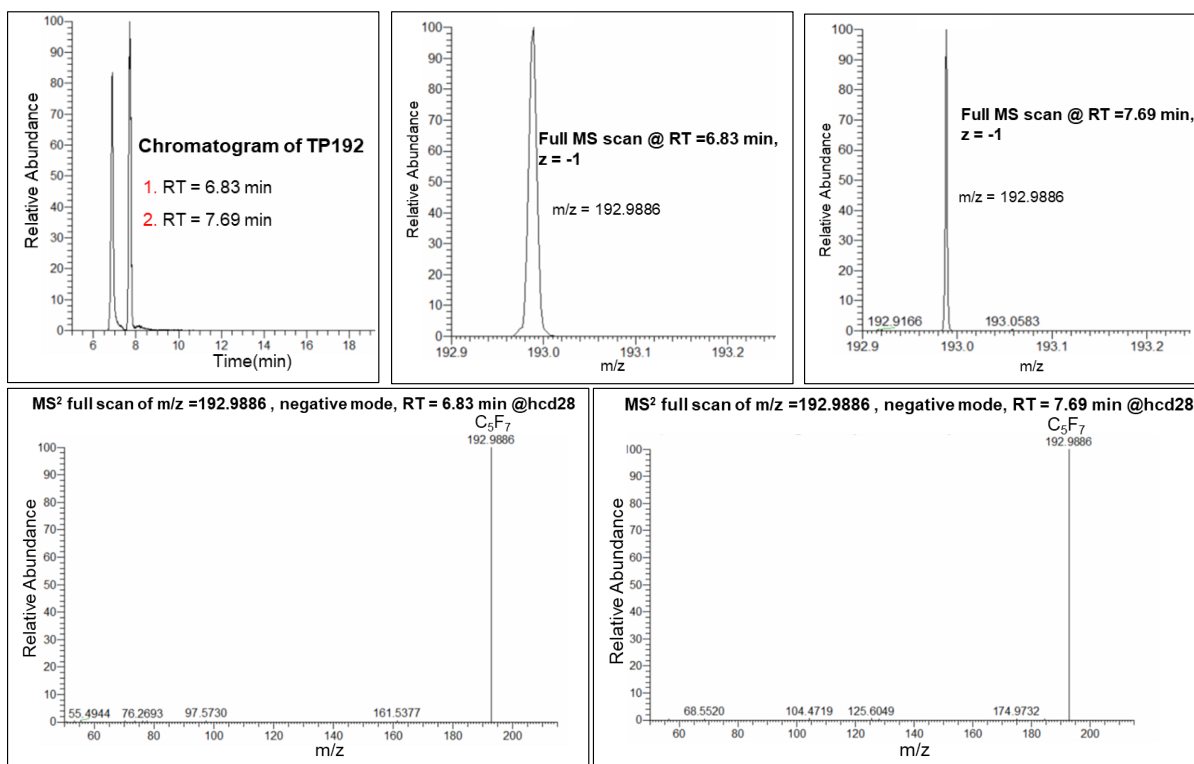 100
90
80
70
60
50
40
30
20
10
0
Relative Abundance
Chromatogram of TP192
1. RT = 6.83 min
2. RT = 7.69 min
6 8 10 12 14 16 18
Time(min)
100
90
80
70
60
50
40
30
20
10
0
Relative Abundance
Full MS scan @ RT =6.83 min,
z = -1
m/z = 192.9886
192.9 193.0 193.1 193.2
m/z
100
90
80
70
60
50
40
30
20
10
0
Relative Abundance
Full MS scan @ RT =7.69 min,
z = -1
m/z = 192.9886
192.9166 193.0583
192.9 193.0 193.1 193.2
m/z
MS² full scan of m/z =192.9886 , negative mode, RT = 6.83 min @hcd28
C₅F₇
192.9886
100
90
80
70
60
50
40
30
20
10
0
Relative Abundance
55.4944 76.2693 97.5730 161.5377
60 80 100 120 140 160 180 200
m/z
MS² full scan of m/z =192.9886 , negative mode, RT = 7.69 min @hcd28
C₅F₇
192.9886
100
90
80
70
60
50
40
30
20
10
0
Relative Abundance
68.5520 104.4719 125.6049 174.9732
60 80 100 120 140 160 180 200
m/z